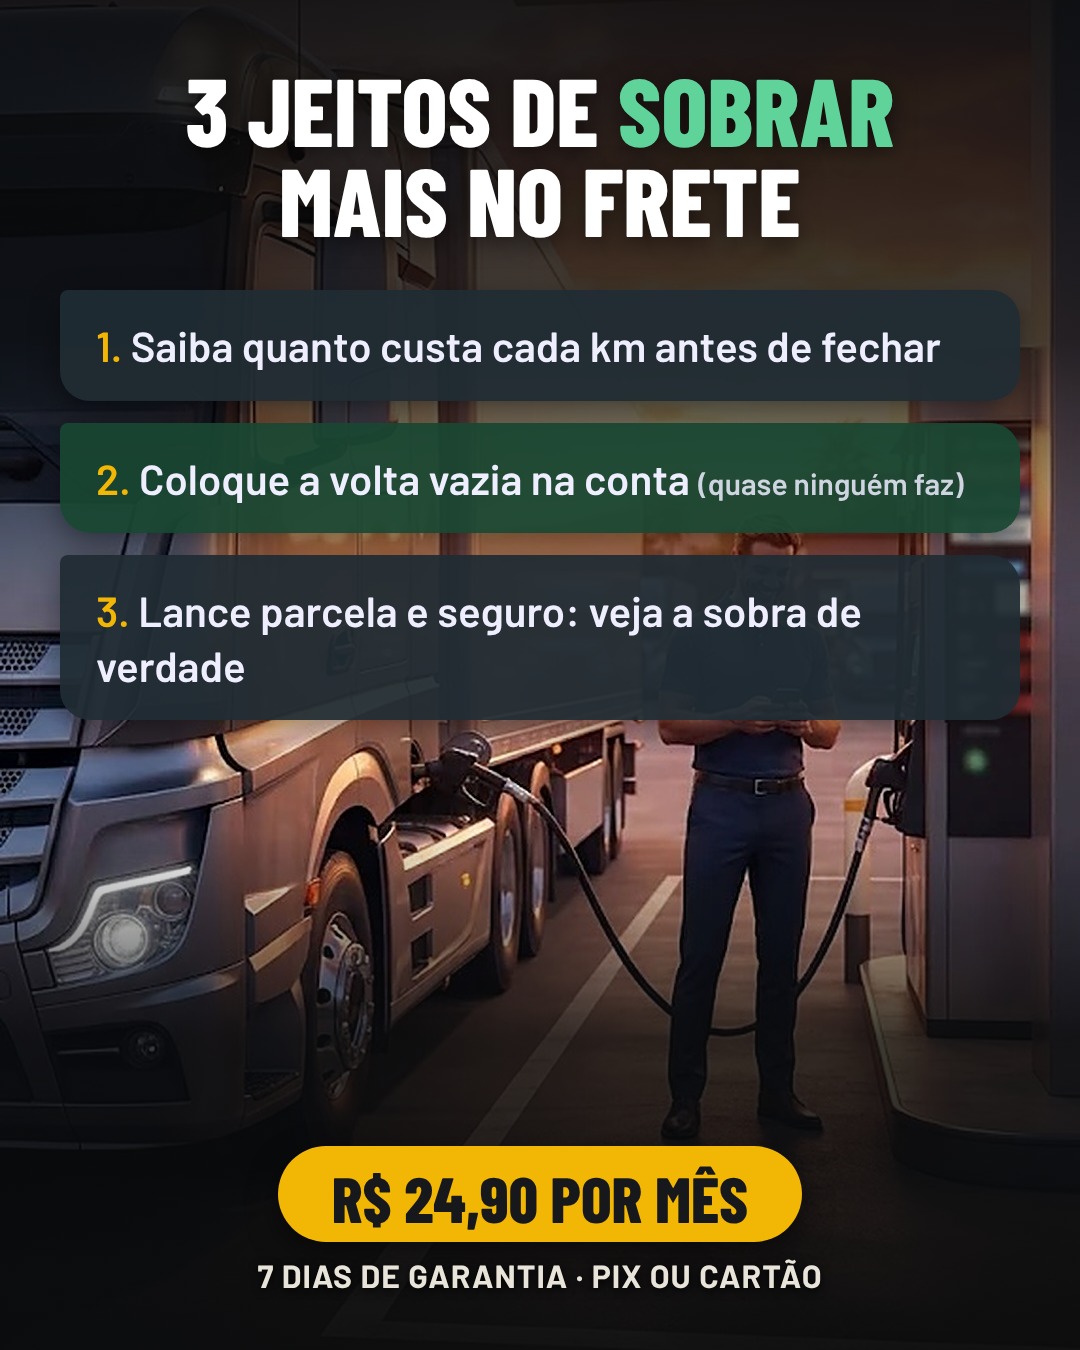 3 JEITOS DE SOBRAR
MAIS NO FRETE
1. Saiba quanto custa cada km antes de fechar
2. Coloque a volta vazia na conta (quase ninguém faz)
3. Lance parcela e seguro: veja a sobra de
verdade
R$ 24,90 POR MÊS
7 DIAS DE GARANTIA · PIX OU CARTÃO